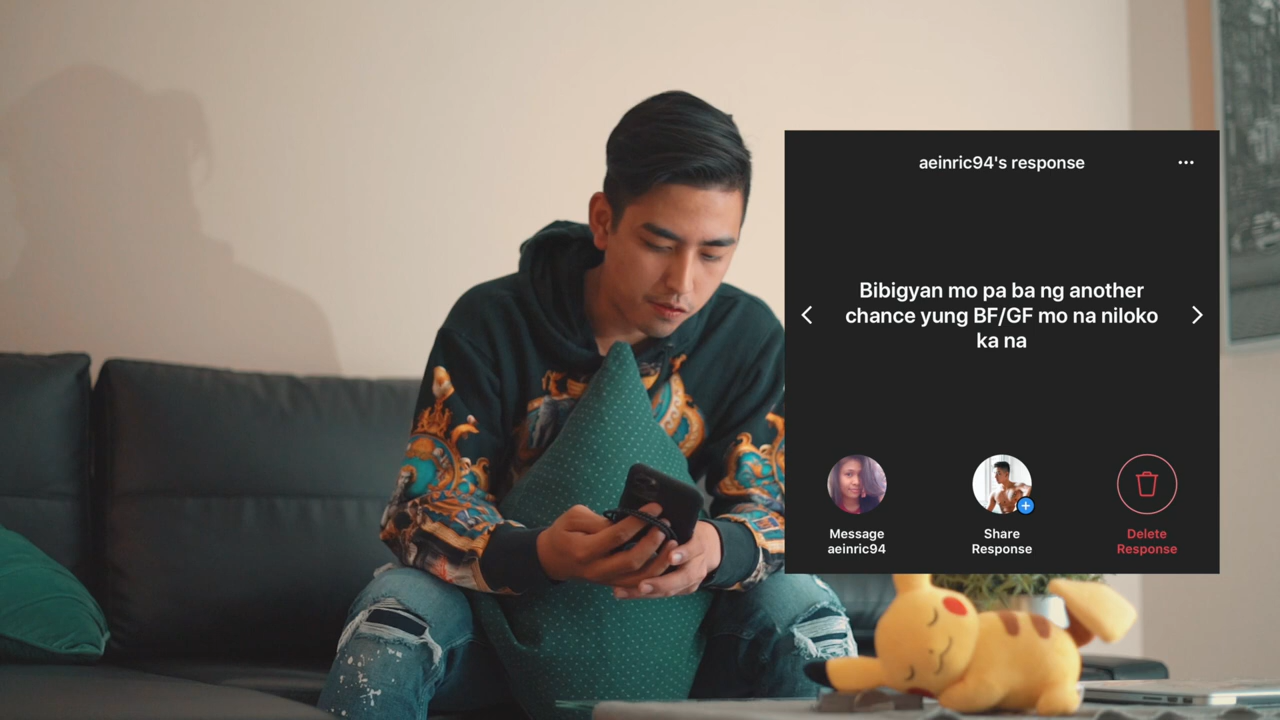 aeinric94's response
Bibigyan mo pa ba ng another
chance yung BF/GF mo na niloko
ka na
Message
aeinric94
Share
Response
Delete
Response